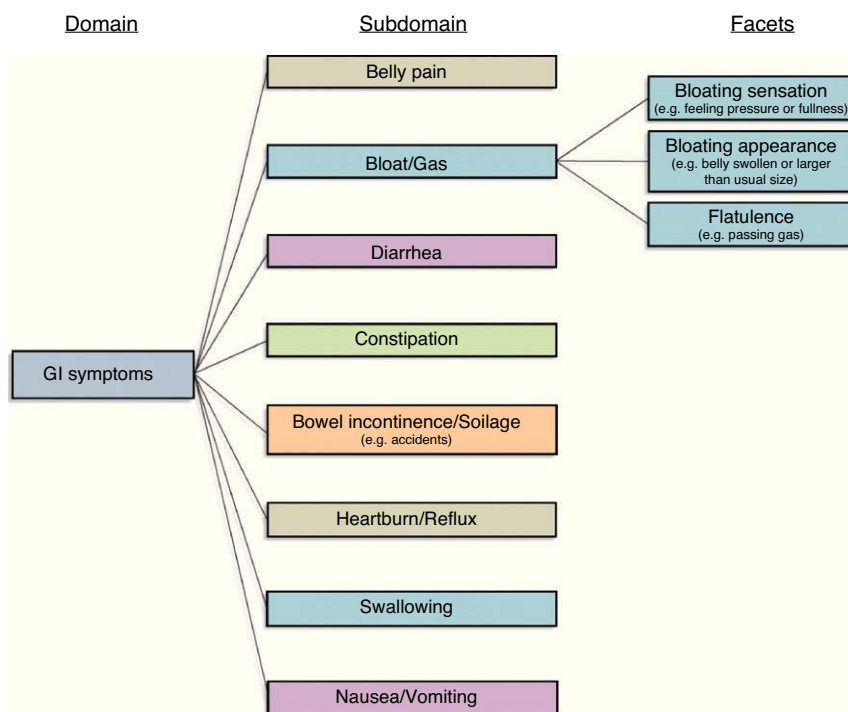 Domain
Subdomain
Facets
Belly pain
Bloating sensation
(e.g. feeling pressure or fullness)
Bloat/Gas
Bloating appearance
(e.g. belly swollen or larger
than usual size)
Flatulence
(e.g. passing gas)
Diarrhea
Constipation
GI symptoms
Bowel incontinence/Soilage
(e.g. accidents)
Heartburn/Reflux
Swallowing
Nausea/Vomiting